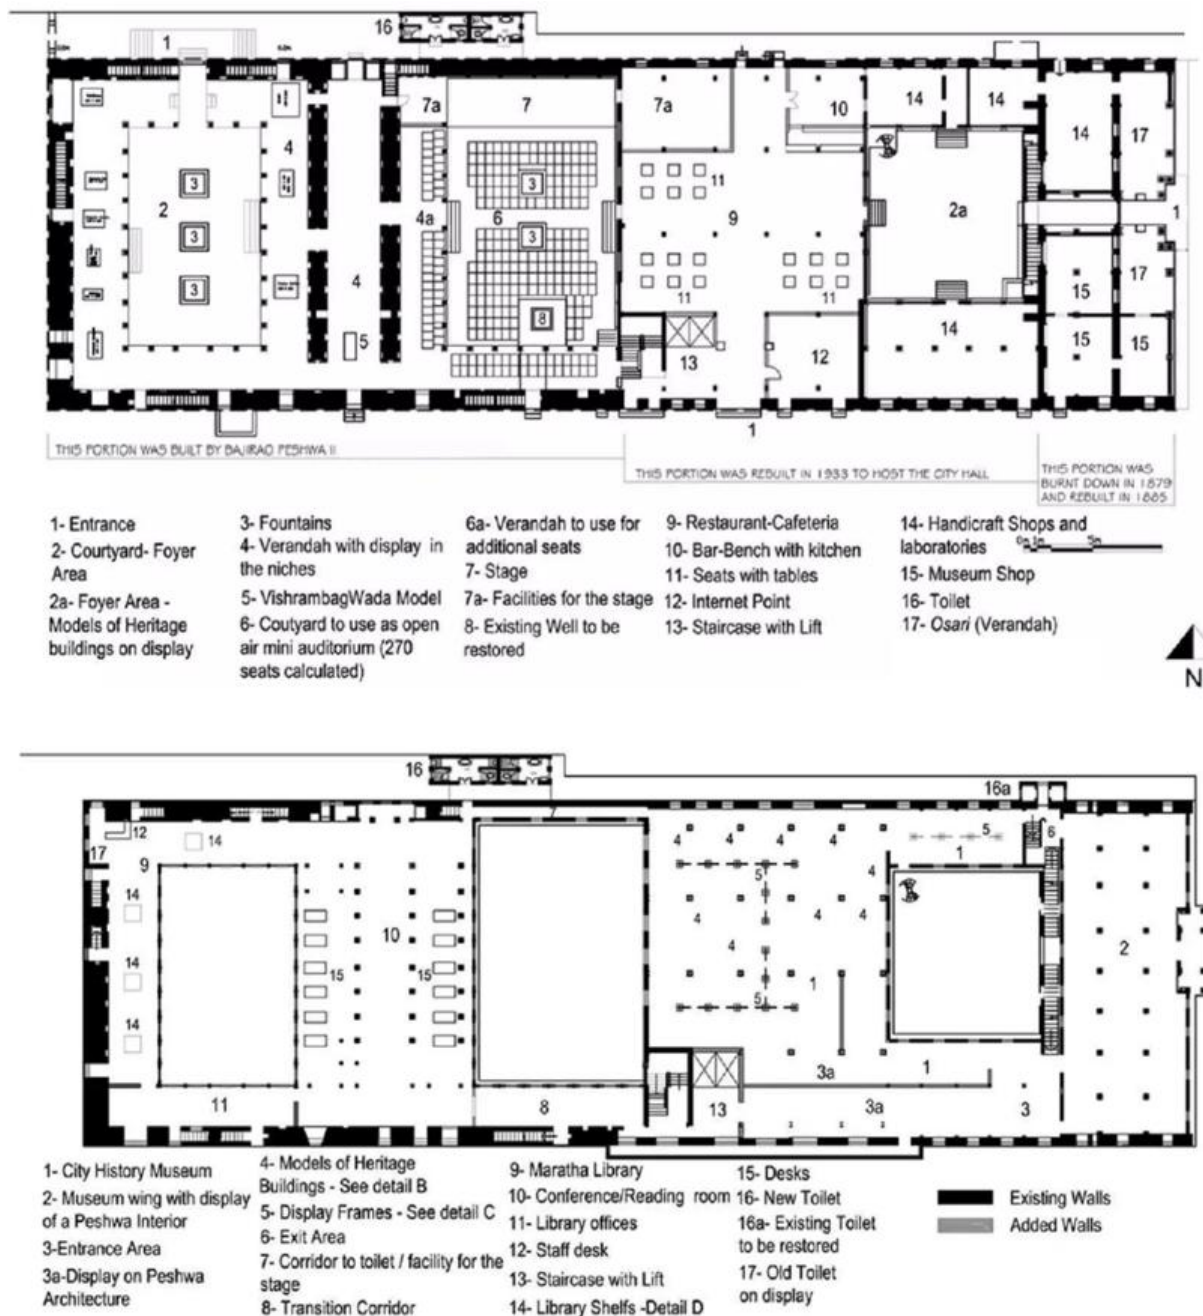 16
1
7a
7
7a
10
14
14
4
14
17
3
11
2
3
4a
6
3
9
2a
1
3
4
17
11
11
15
8
14
5
13
12
15
15
1
THIS PORTION WAS BUILT BY BAJIRAO PESHWA II
THIS PORTION WAS REBUILT IN 1933 TO HOST THE CITY HALL
THIS PORTION WAS
BURNT DOWN IN 1879
AND REBUILT IN 1885
1- Entrance
2- Courtyard- Foyer
Area
2a- Foyer Area -
Models of Heritage
buildings on display
3- Fountains
4- Verandah with display in
the niches
5- VishrambagWada Model
6- Coutyard to use as open
air mini auditorium (270
seats calculated)
6a- Verandah to use for
additional seats
7- Stage
7a- Facilities for the stage
8- Existing Well to be
restored
9- Restaurant-Cafeteria
10- Bar-Bench with kitchen
11- Seats with tables
12- Internet Point
13- Staircase with Lift
14- Handicraft Shops and
laboratories
0m 1m 5m
15- Museum Shop
16- Toilet
17- Osari (Verandah)
N
16
16a
12
14
4
4
4
4
5
6
17
9
1
5
4
14
4
4
4
10
4
2
14
15
15
1
5
14
3a
1
11
8
13
3a
3
1- City History Museum
2- Museum wing with display
of a Peshwa Interior
3-Entrance Area
3a-Display on Peshwa
Architecture
4- Models of Heritage
Buildings - See detail B
5- Display Frames - See detail C
6- Exit Area
7- Corridor to toilet / facility for the
stage
8- Transition Corridor
9- Maratha Library
10- Conference/Reading room
11- Library offices
12- Staff desk
13- Staircase with Lift
14- Library Shelfs -Detail D
15- Desks
16- New Toilet
16a- Existing Toilet
to be restored
17- Old Toilet
on display
Existing Walls
Added Walls